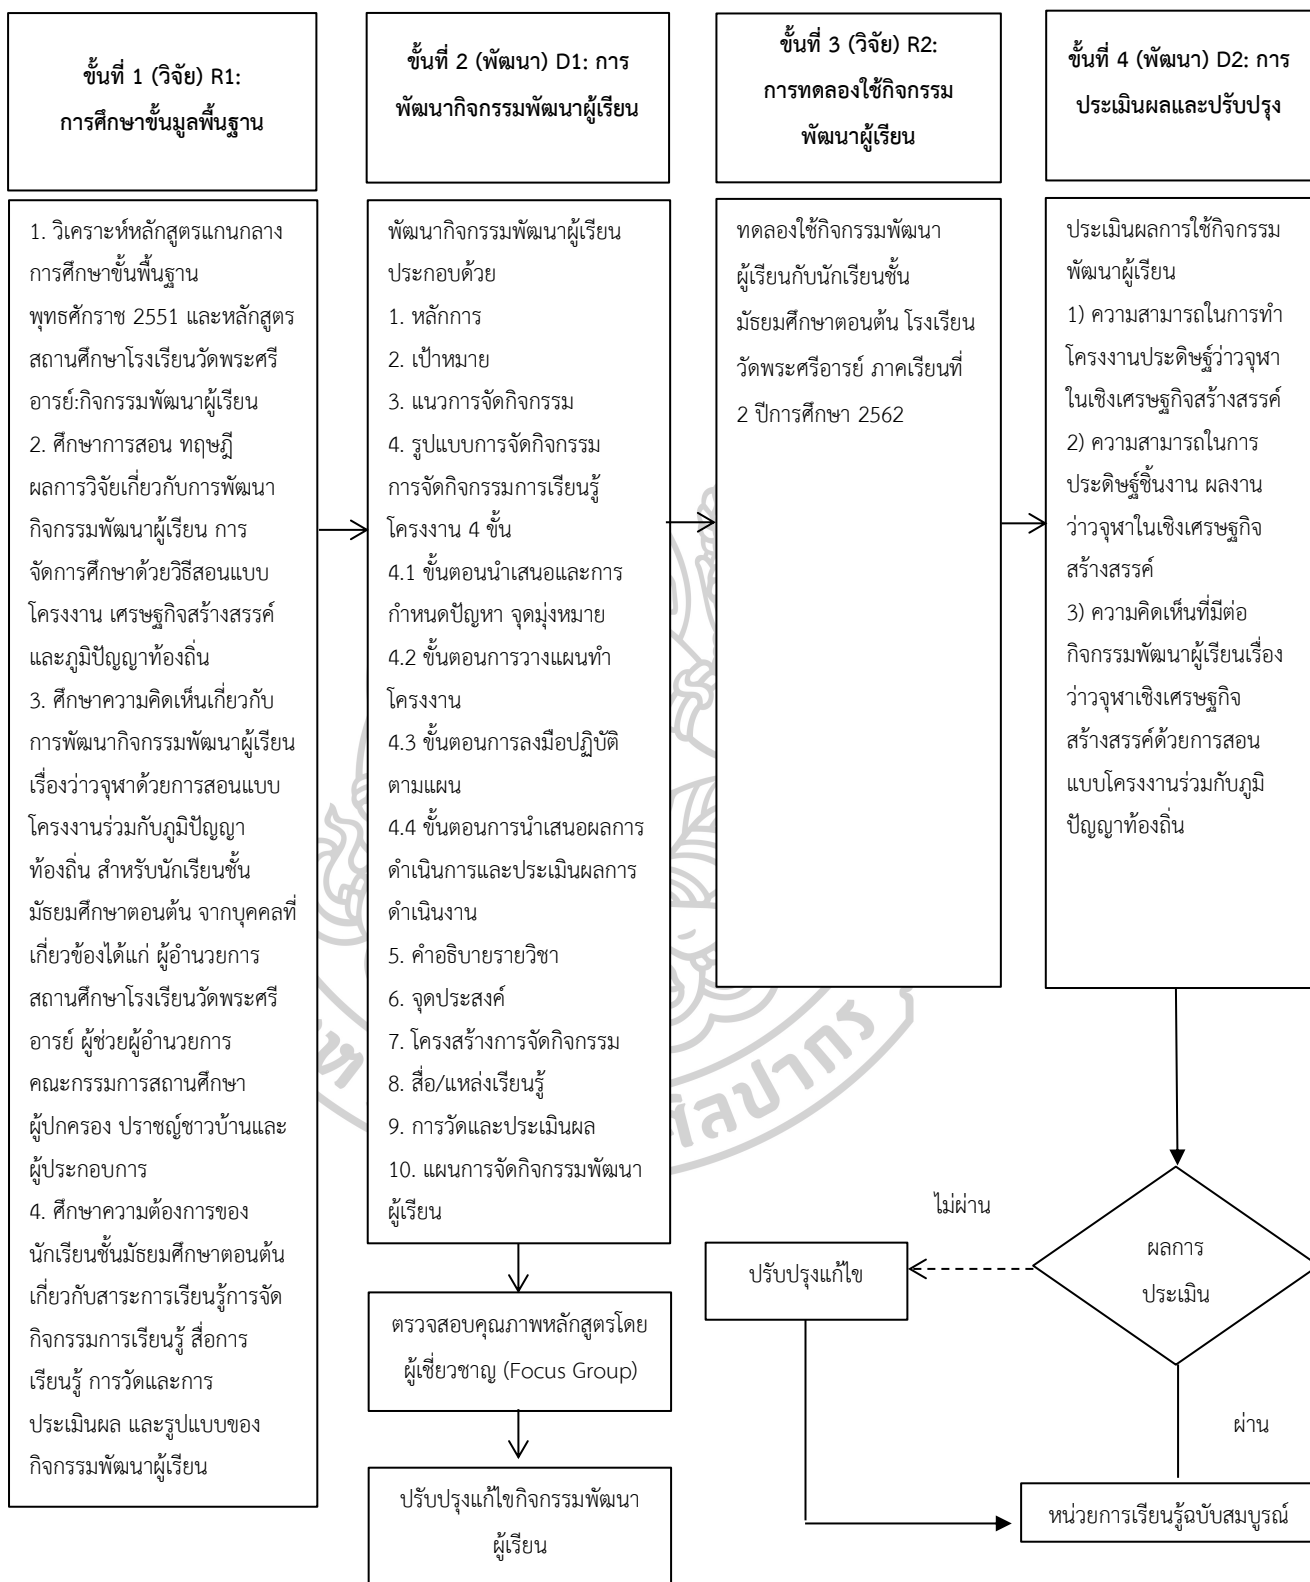 ขั้นที่ 1 (วิจัย) R1:
การศึกษาขั้นมูลพื้นฐาน
ขั้นที่ 2 (พัฒนา) D1: การ
พัฒนากิจกรรมพัฒนาผู้เรียน
ขั้นที่ 3 (วิจัย) R2:
การทดลองใช้กิจกรรม
พัฒนาผู้เรียน
ขั้นที่ 4 (พัฒนา) D2: การ
ประเมินผลและปรับปรุง
1. วิเคราะห์หลักสูตรแกนกลาง
การศึกษาขั้นพื้นฐาน
พุทธศักราช 2551 และหลักสูตร
สถานศึกษาโรงเรียนวัดพระศรี
อารย์:กิจกรรมพัฒนาผู้เรียน
2. ศึกษาการสอน ทฤษฎี
ผลการวิจัยเกี่ยวกับการพัฒนา
กิจกรรมพัฒนาผู้เรียน การ
จัดการศึกษาด้วยวิธีสอนแบบ
โครงงาน เศรษฐกิจสร้างสรรค์
และภูมิปัญญาท้องถิ่น
3. ศึกษาความคิดเห็นเกี่ยวกับ
การพัฒนากิจกรรมพัฒนาผู้เรียน
เรื่องว่าวจุฬาด้วยการสอนแบบ
โครงงานร่วมกับภูมิปัญญา
ท้องถิ่น สำหรับนักเรียนชั้น
มัธยมศึกษาตอนต้น จากบุคคลที่
เกี่ยวข้องได้แก่ ผู้อำนวยการ
สถานศึกษาโรงเรียนวัดพระศรี
อารย์ ผู้ช่วยผู้อำนวยการ
คณะกรรมการสถานศึกษา
ผู้ปกครอง ปราชญ์ชาวบ้านและ
ผู้ประกอบการ
4. ศึกษาความต้องการของ
นักเรียนชั้นมัธยมศึกษาตอนต้น
เกี่ยวกับสาระการเรียนรู้การจัด
กิจกรรมการเรียนรู้ สื่อการ
เรียนรู้ การวัดและการ
ประเมินผล และรูปแบบของ
กิจกรรมพัฒนาผู้เรียน
พัฒนากิจกรรมพัฒนาผู้เรียน
ประกอบด้วย
1. หลักการ
2. เป้าหมาย
3. แนวการจัดกิจกรรม
4. รูปแบบการจัดกิจกรรม
การจัดกิจกรรมการเรียนรู้
โครงงาน 4 ขั้น
4.1 ขั้นตอนนำเสนอและการ
กำหนดปัญหา จุดมุ่งหมาย
4.2 ขั้นตอนการวางแผนทำ
โครงงาน
4.3 ขั้นตอนการลงมือปฏิบัติ
ตามแผน
4.4 ขั้นตอนการนำเสนอผลการ
ดำเนินการและประเมินผลการ
ดำเนินงาน
5. คำอธิบายรายวิชา
6. จุดประสงค์
7. โครงสร้างการจัดกิจกรรม
8. สื่อ/แหล่งเรียนรู้
9. การวัดและประเมินผล
10. แผนการจัดกิจกรรมพัฒนา
ผู้เรียน
ตรวจสอบคุณภาพหลักสูตรโดย
ผู้เชี่ยวชาญ (Focus Group)
ปรับปรุงแก้ไขกิจกรรมพัฒนา
ผู้เรียน
ทดลองใช้กิจกรรมพัฒนา
ผู้เรียนกับนักเรียนชั้น
มัธยมศึกษาตอนต้น โรงเรียน
วัดพระศรีอารย์ ภาคเรียนที่
2 ปีการศึกษา 2562
ประเมินผลการใช้กิจกรรม
พัฒนาผู้เรียน
1) ความสามารถในการทำ
โครงงานประดิษฐ์ว่าวจุฬา
ในเชิงเศรษฐกิจสร้างสรรค์
2) ความสามารถในการ
ประดิษฐ์ชิ้นงาน ผลงาน
ว่าวจุฬาในเชิงเศรษฐกิจ
สร้างสรรค์
3) ความคิดเห็นที่มีต่อ
กิจกรรมพัฒนาผู้เรียนเรื่อง
ว่าวจุฬาเชิงเศรษฐกิจ
สร้างสรรค์ด้วยการสอน
แบบโครงงานร่วมกับภูมิ
ปัญญาท้องถิ่น
ไม่ผ่าน
ปรับปรุงแก้ไข
ผลการ
ประเมิน
ผ่าน
หน่วยการเรียนรู้ฉบับสมบูรณ์